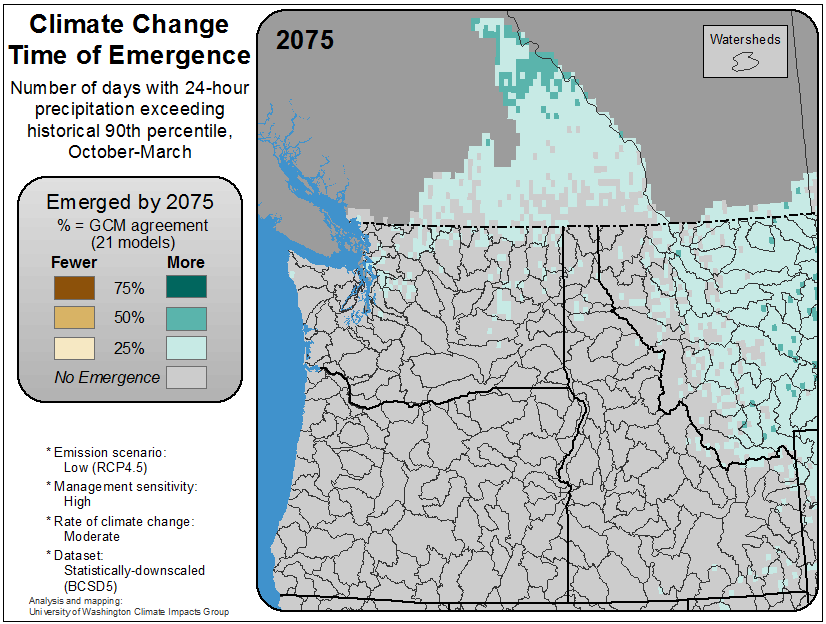 Climate Change
Time of Emergence
Number of days with 24-hour
precipitation exceeding
historical 90th percentile,
October-March
Emerged by 2075
% = GCM agreement
(21 models)
Fewer More
75%
50%
25%
No Emergence
* Emission scenario:
Low (RCP4.5)
* Management sensitivity:
High
* Rate of climate change:
Moderate
* Dataset:
Statistically-downscaled
(BCSD5)
Analysis and mapping:
University of Washington Climate Impacts Group
2075
Watersheds